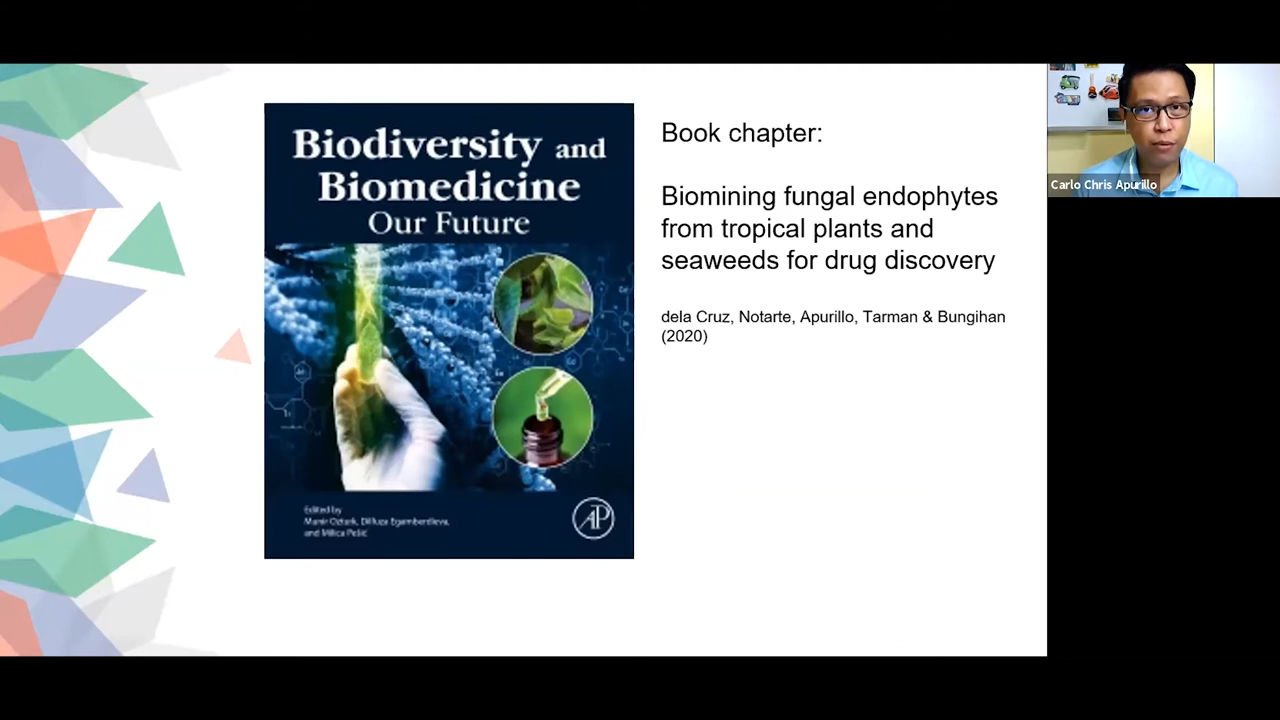 Biodiversity and
Biomedicine
Our Future
Edited by
Munir Ozturk, Dilfuza Egamberdieva,
and Milica Pešić
AP
Book chapter:
Biomining fungal endophytes
from tropical plants and
seaweeds for drug discovery
dela Cruz, Notarte, Apurillo, Tarman & Bungihan
(2020)
Carlo Chris Apurillo